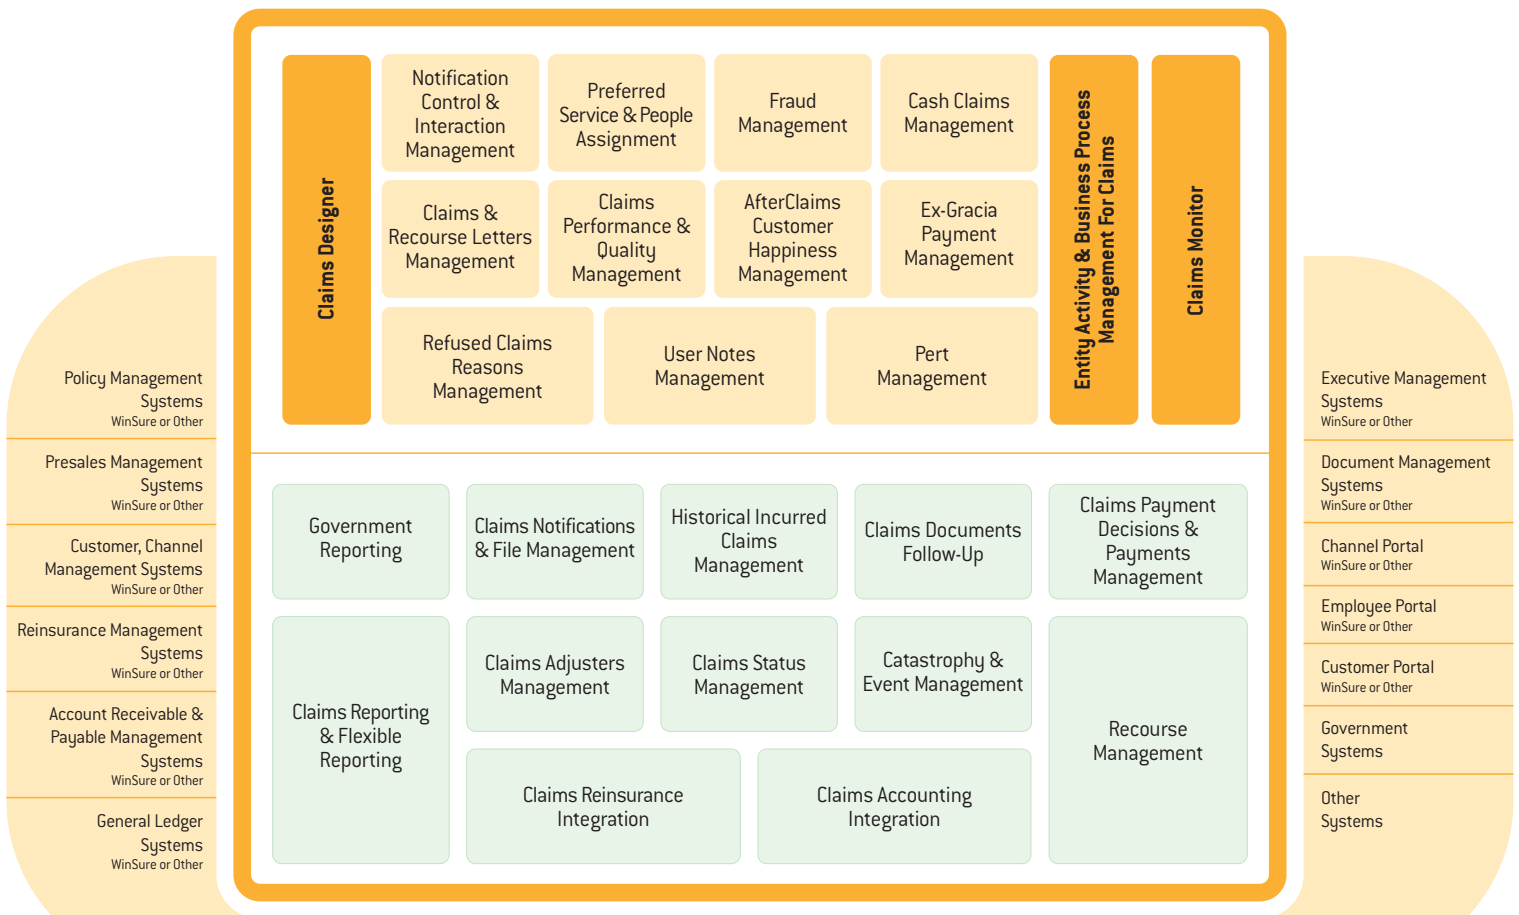 Claims Designer
Notification
Control &
Interaction
Management
Preferred
Service & People
Assignment
Fraud
Management
Cash Claims
Management
Claims &
Recourse Letters
Management
Claims
Performance &
Quality
Management
AfterClaims
Customer
Happiness
Management
Ex-Gracia
Payment
Management
Refused Claims
Reasons
Management
User Notes
Management
Pert
Management
Entity Activity & Business Process
Management For Claims
Claims Monitor
Policy Management
Systems
WinSure or Other
Presales Management
Systems
WinSure or Other
Customer, Channel
Management Systems
WinSure or Other
Reinsurance Management
Systems
WinSure or Other
Account Receivable &
Payable Management
Systems
WinSure or Other
General Ledger
Systems
WinSure or Other
Government
Reporting
Claims Notifications
& File Management
Historical Incurred
Claims
Management
Claims Documents
Follow-Up
Claims Payment
Decisions &
Payments
Management
Claims Reporting
& Flexible
Reporting
Claims Adjusters
Management
Claims Status
Management
Catastrophy &
Event Management
Recourse
Management
Claims Reinsurance
Integration
Claims Accounting
Integration
Executive Management
Systems
WinSure or Other
Document Management
Systems
WinSure or Other
Channel Portal
WinSure or Other
Employee Portal
WinSure or Other
Customer Portal
WinSure or Other
Government
Systems
Other
Systems